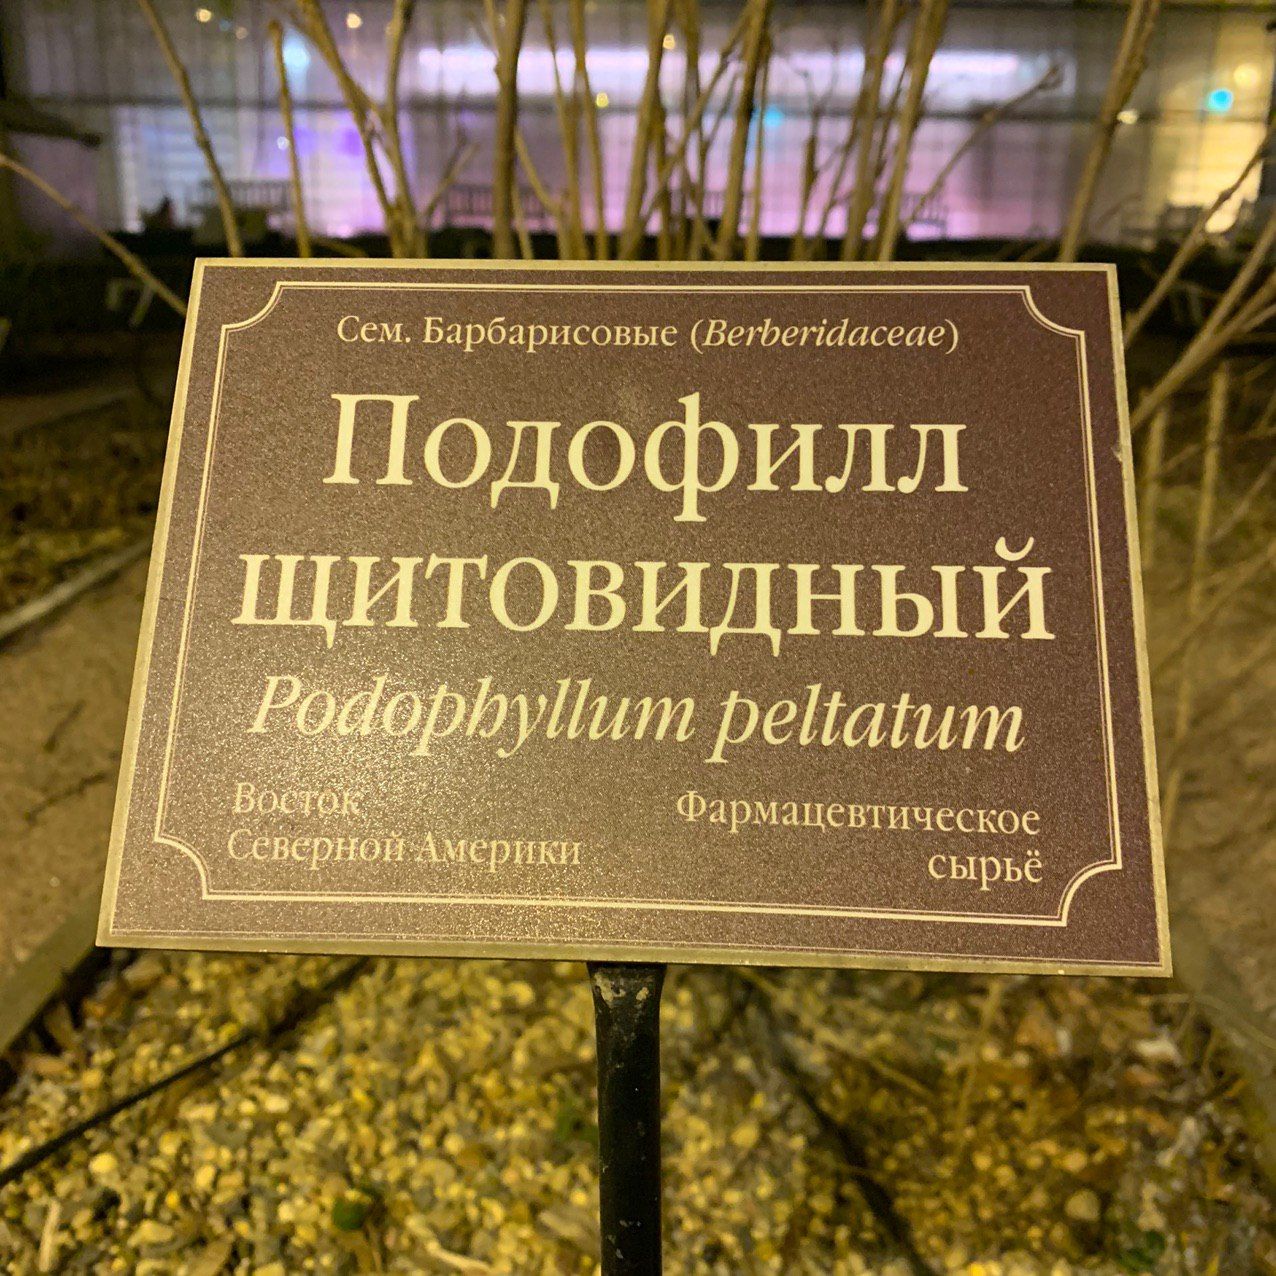 Сем. Барбарисовые (Berberidaceae)
Подофилл
щитовидный
Podophyllum peltatum
Восток
Северной Америки
Фармацевтическое
сырьё